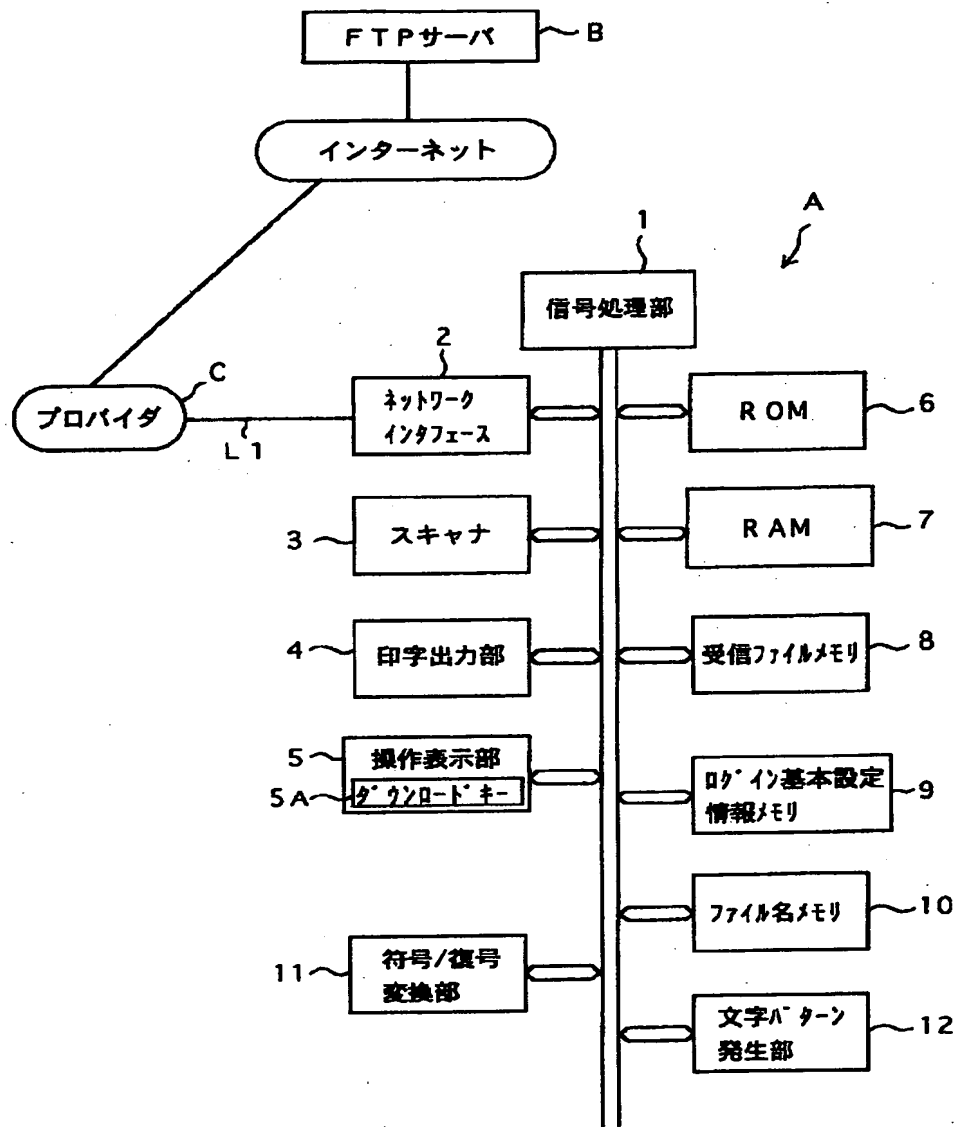 FTPサーバ
B
インターネット
A
1
信号処理部
2
C
ネットワーク
インタフェース
ROM
6
プロバイダ
L1
3
スキャナ
RAM
7
4
印字出力部
受信ファイルメモリ
8
5
操作表示部
5A
ダウンロードキー
ログイン基本設定
情報メモリ
9
ファイル名メモリ
10
11
符号/復号
変換部
文字パターン
発生部
12